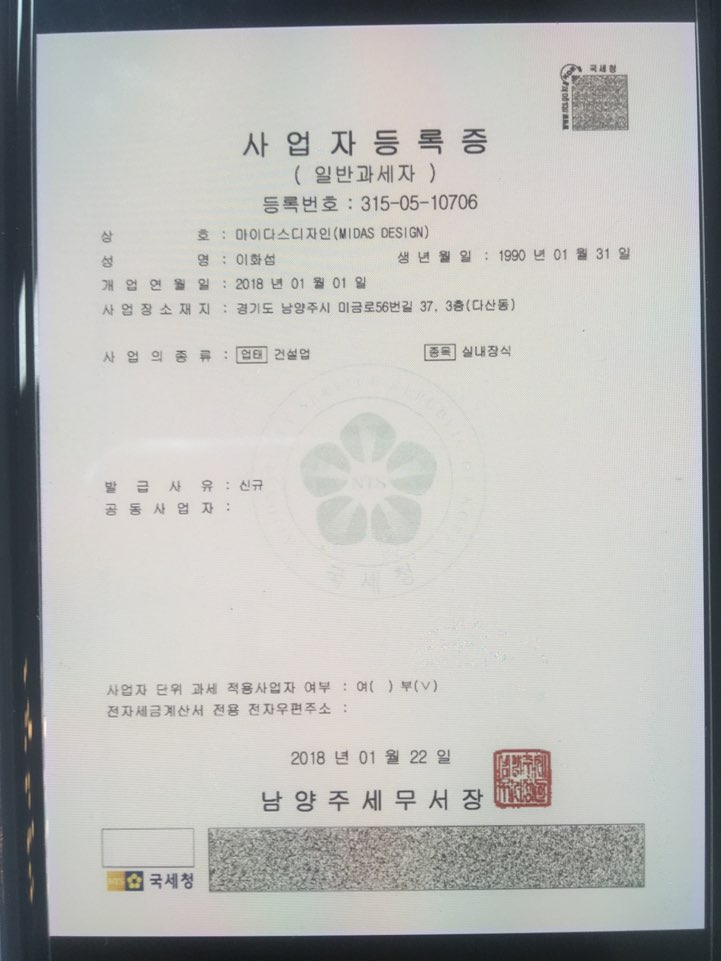 국세청
사업자등록증
( 일반과세자 )
등록번호 : 315-05-10706
상 호 : 마이다스디자인(MIDAS DESIGN)
성 명 : 이화섬 생년월일 : 1990 년 01 월 31 일
개업연월일 : 2018 년 01 월 01 일
사업장소재지 : 경기도 남양주시 미금로56번길 37, 3층(다산동)
사업의종류 : 업태 건설업 종목 실내장식
NTS
국세청
발급사유 : 신규
공동사업자 :
사업자 단위 과세 적용사업자 여부 : 여( ) 부(∨)
전자세금계산서 전용 전자우편주소 :
2018 년 01 월 22 일
남양주세무서장
NTS 국세청